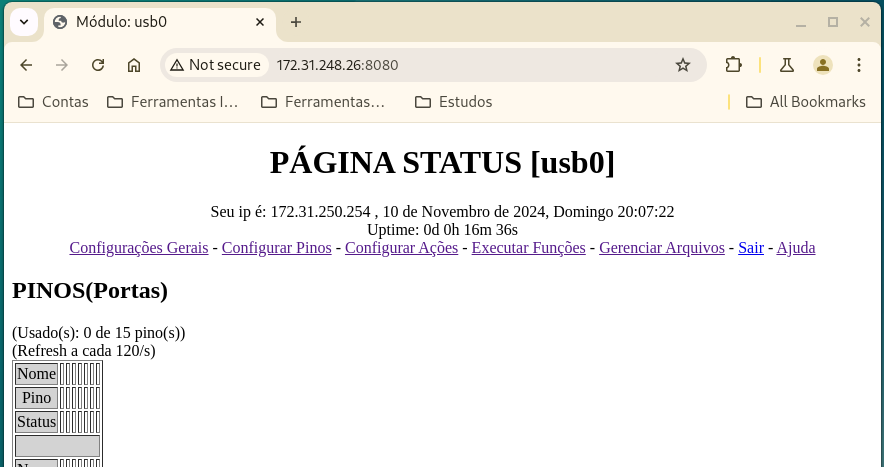 Módulo: usb0
Not secure 172.31.248.26:8080
Contas Ferramentas I... Ferramentas... Estudos All Bookmarks
PÁGINA STATUS [usb0]
Seu ip é: 172.31.250.254 , 10 de Novembro de 2024, Domingo 20:07:22
Uptime: 0d 0h 16m 36s
Configurações Gerais - Configurar Pinos - Configurar Ações - Executar Funções - Gerenciar Arquivos - Sair - Ajuda
PINOS(Portas)
(Usado(s): 0 de 15 pino(s))
(Refresh a cada 120/s)
Nome
Pino
Status